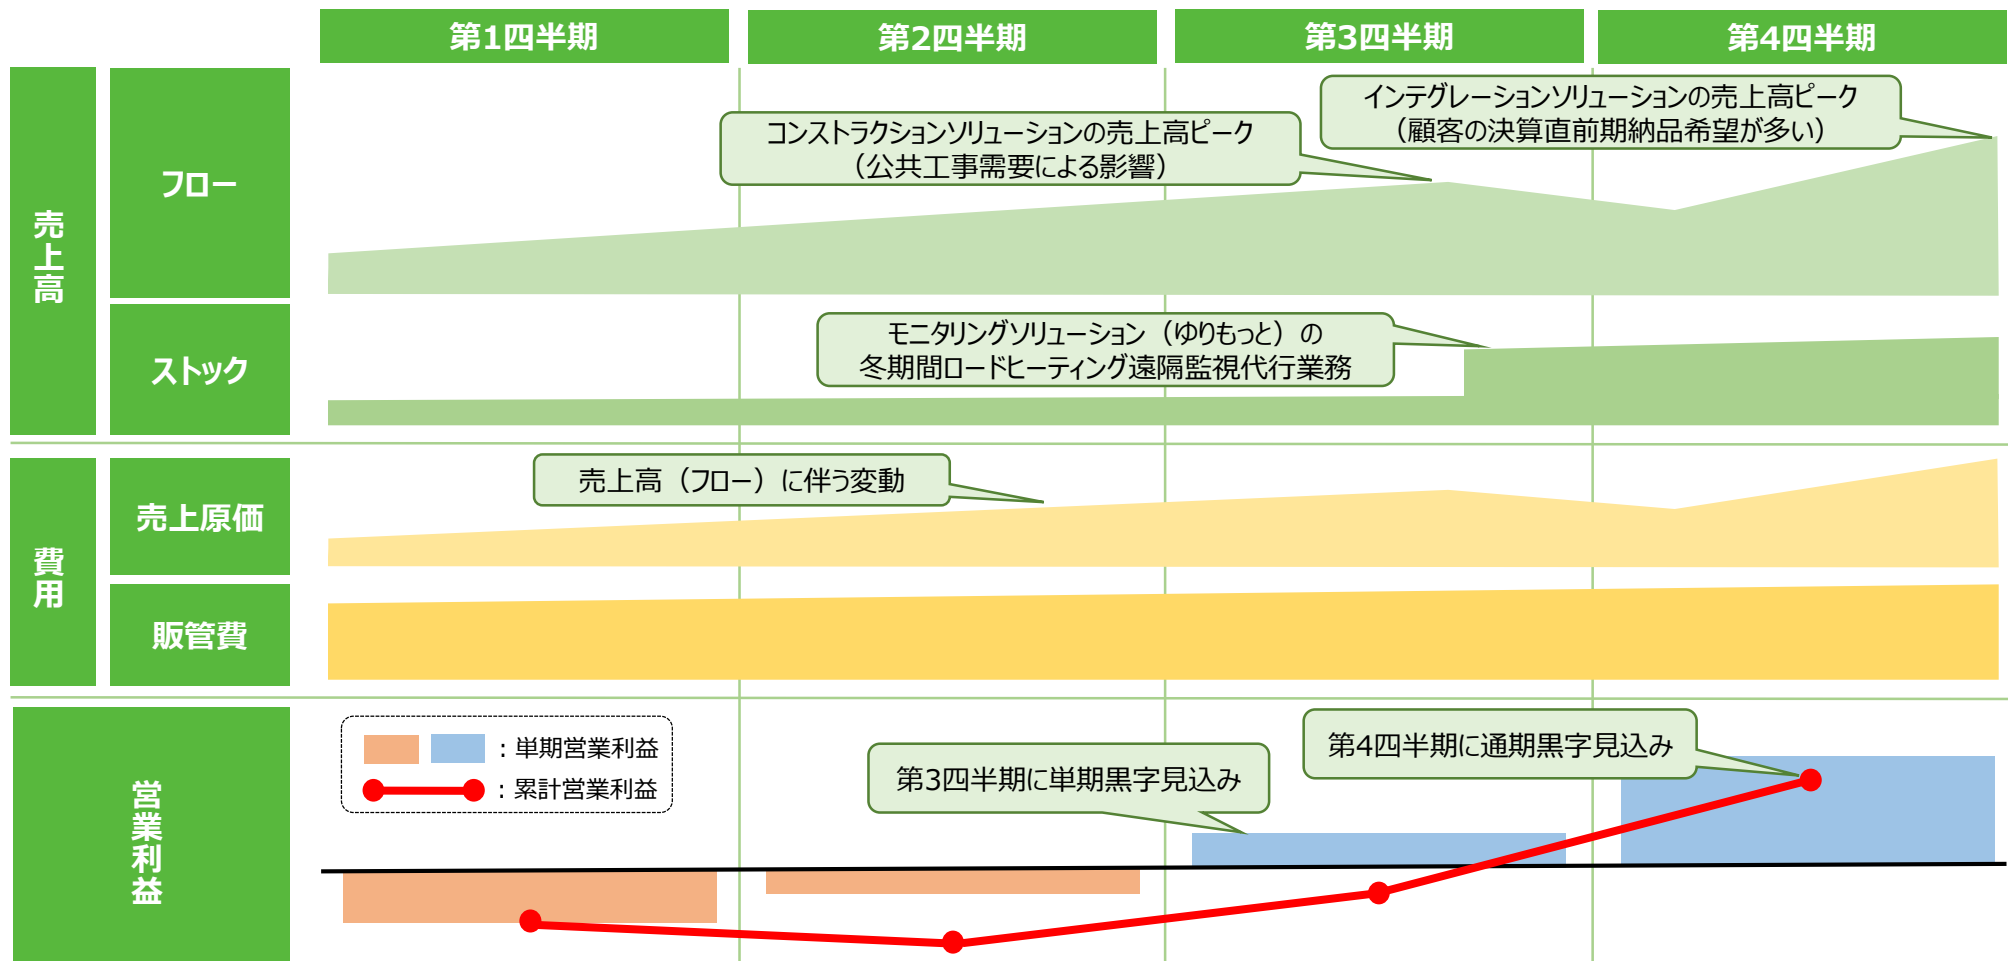 第1四半期
第2四半期
第3四半期
第4四半期
売上高
フロー
コンストラクションソリューションの売上高ピーク
（公共工事需要による影響）
インテグレーションソリューションの売上高ピーク
（顧客の決算直前期納品希望が多い）
ストック
モニタリングソリューション（ゆりもっと）の
冬期間ロードヒーティング遠隔監視代行業務
費用
売上原価
売上高（フロー）に伴う変動
販管費
営業利益
：単期営業利益
：累計営業利益
第3四半期に単期黒字見込み
第4四半期に通期黒字見込み